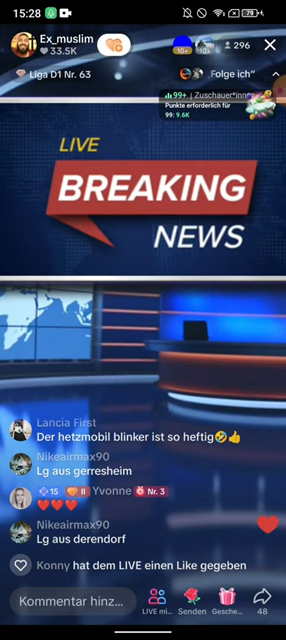 15:28
79
Ex_muslim
33.5K
10+
10+
296
Liga D1 Nr. 63
Folge ich"
99+ | Zuschauer*innen
Punkte erforderlich für
99: 9.6K
LIVE
BREAKING
NEWS
Lancia First
Der hetzmobil blinker ist so heftig🤣👍
Nikeairmax90
Lg aus gerresheim
15 II Yvonne Nr. 3
❤️❤️❤️
Nikeairmax90
Lg aus derendorf
Konny hat dem LIVE einen Like gegeben
Kommentar hinz...
LIVE mi...
Senden
Gesche...
48